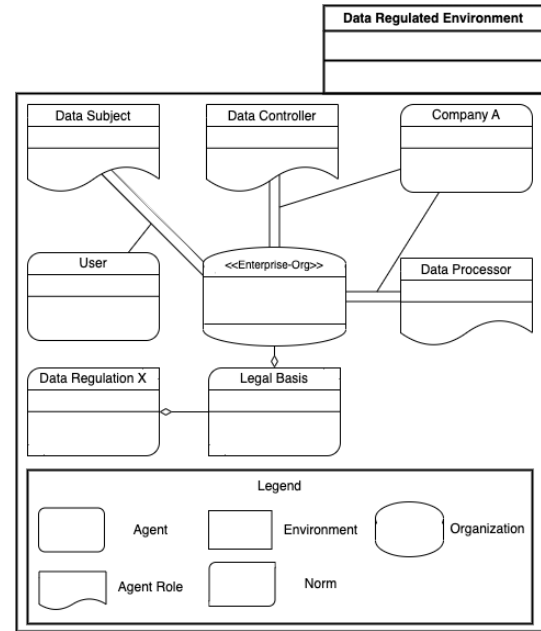 Data Regulated Environment
Data Subject
Data Controller
Company A
User
<<Enterprise-Org>>
Data Processor
Data Regulation X
Legal Basis
Legend
Agent
Environment
Organization
Agent Role
Norm